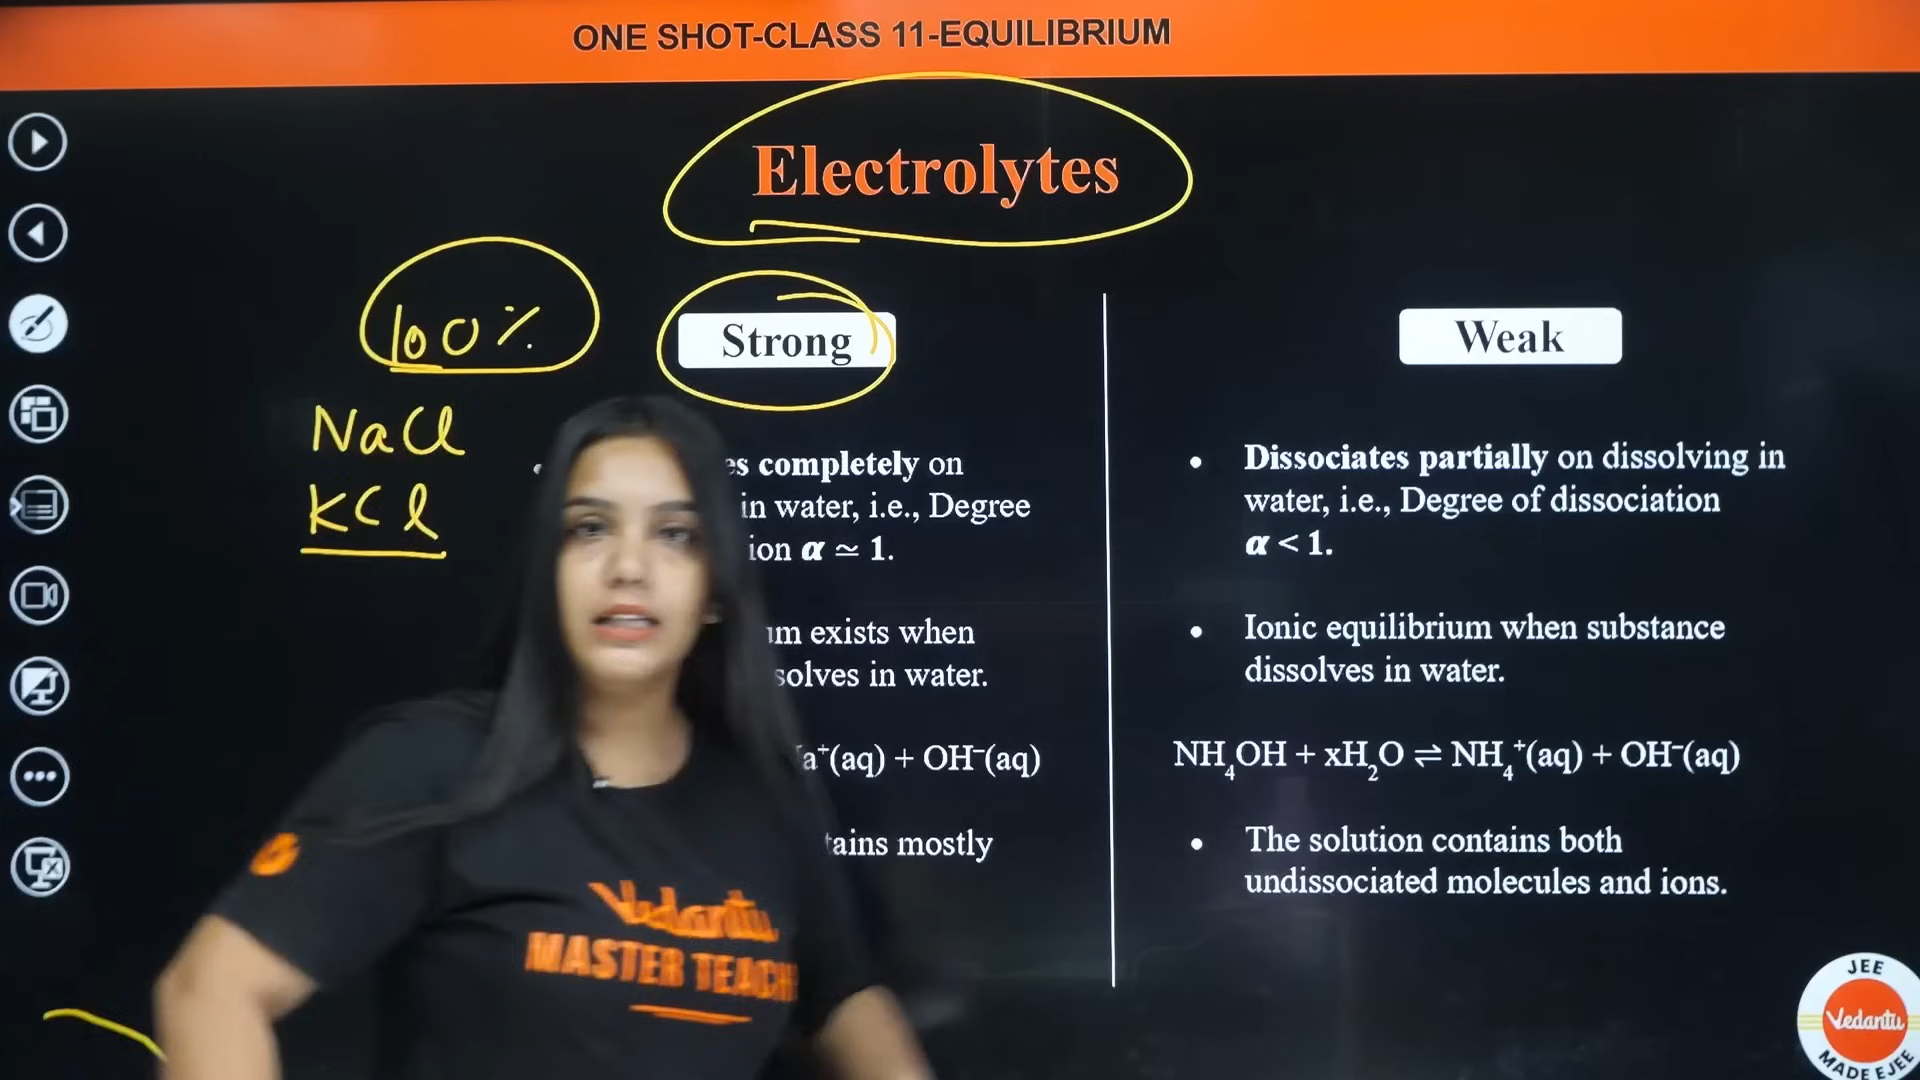 ONE SHOT-CLASS 11-EQUILIBRIUM
Electrolytes
100%
NaCl
KCl
Strong
es completely on
in water, i.e., Degree
ion α ≃ 1.
um exists when
solves in water.
a⁺(aq) + OH⁻(aq)
tains mostly
Weak
• Dissociates partially on dissolving in
water, i.e., Degree of dissociation
α < 1.
• Ionic equilibrium when substance
dissolves in water.
NH₄OH + xH₂O ⇌ NH₄⁺(aq) + OH⁻(aq)
• The solution contains both
undissociated molecules and ions.
Vedantu
MASTER TEACH
JEE
Vedantu
MADE EJEE